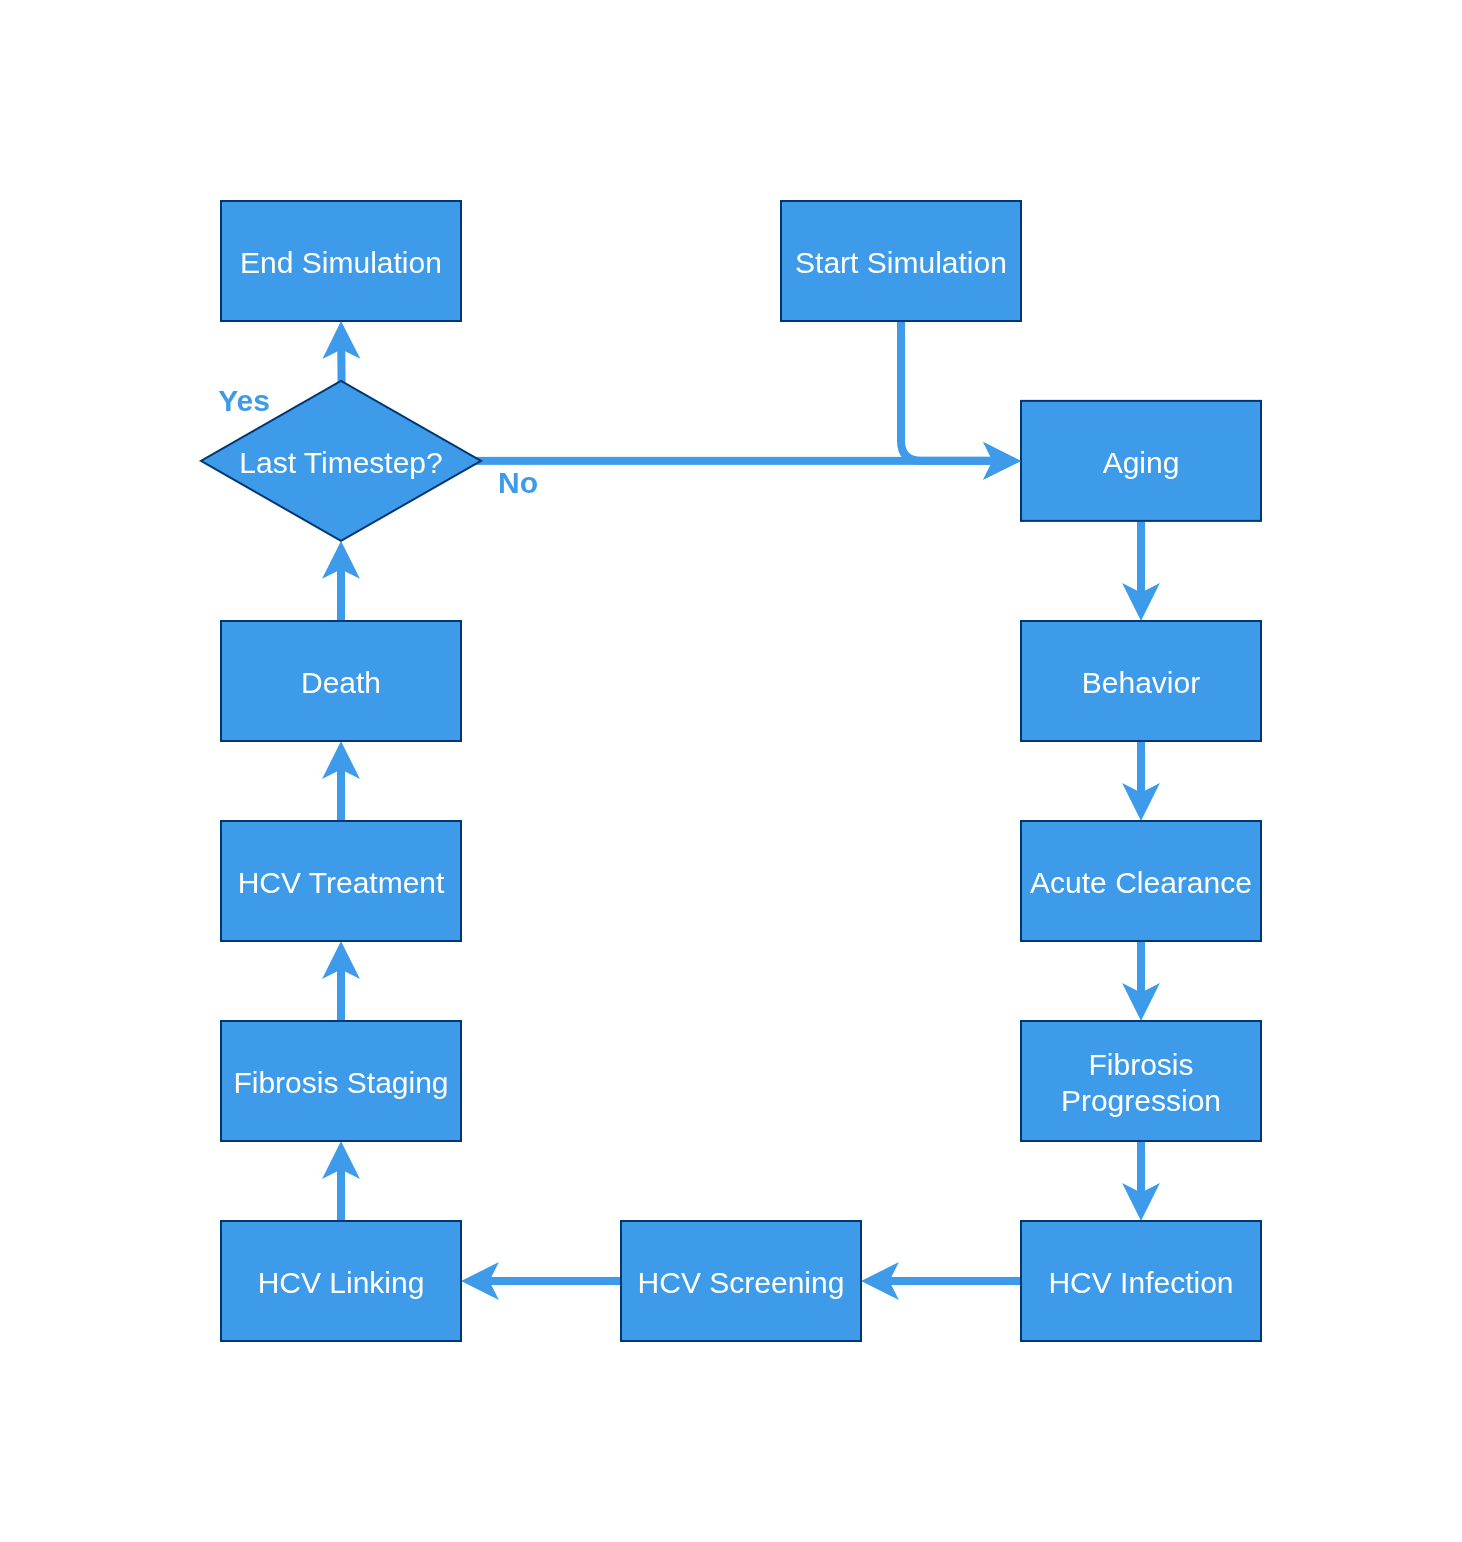 End Simulation
Start Simulation
Yes
Last Timestep?
No
Aging
Death
Behavior
HCV Treatment
Acute Clearance
Fibrosis Staging
Fibrosis
Progression
HCV Linking
HCV Screening
HCV Infection